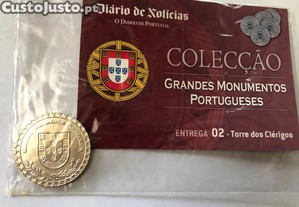 CustoJusto.pt
Diário de Notícias
O DIÁRIO DE PORTUGAL
COLECÇÃO
GRANDES MONUMENTOS
PORTUGUESES
ENTREGA 02 - Torre dos Clérigos